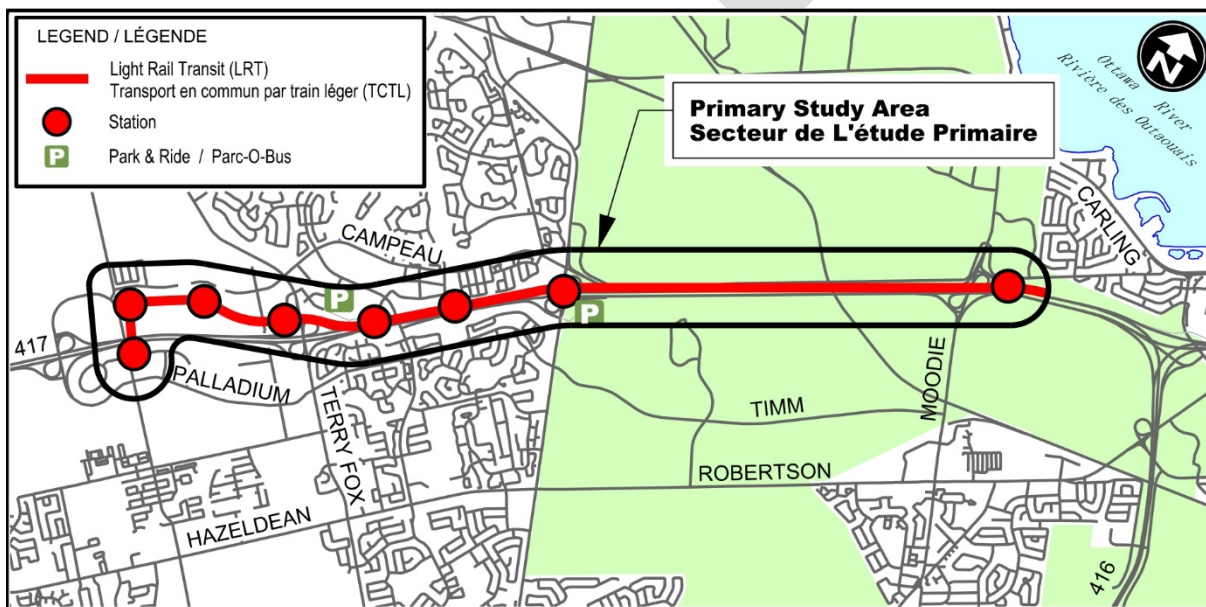 LEGEND / LÉGENDE
Light Rail Transit (LRT)
Transport en commun par train léger (TCTL)
Station
P
Park & Ride / Parc-O-Bus
N
Ottawa River
Rivière des Outaouais
Primary Study Area
Secteur de L'étude Primaire
CARLING
CAMPEAU
P
P
417
PALLADIUM
TERRY FOX
MOODIE
TIMM
ROBERTSON
HAZELDEAN
416